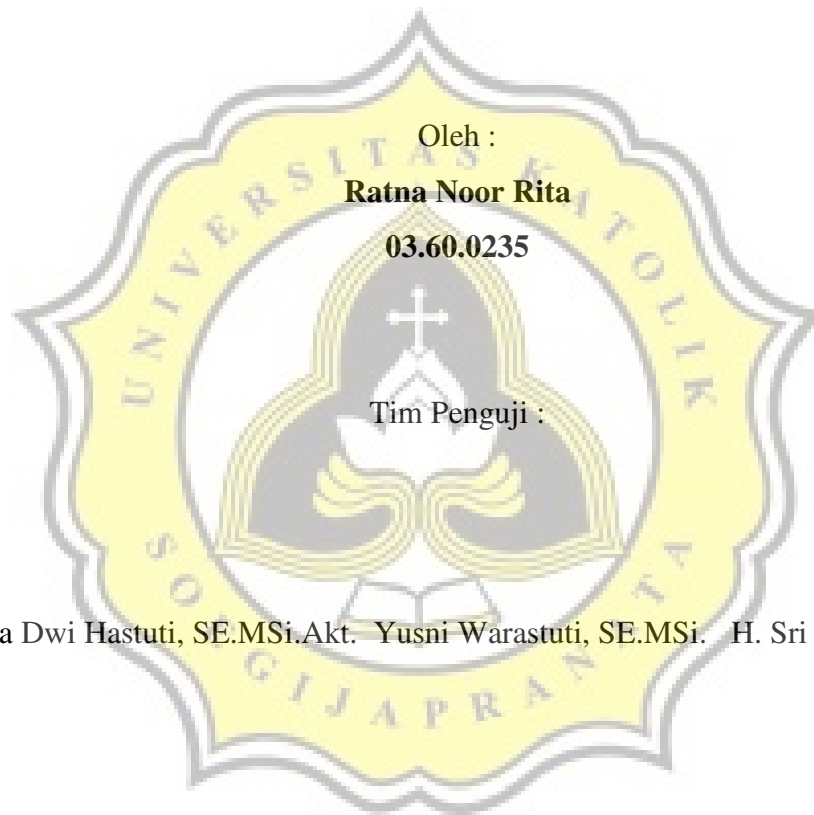 Oleh :
Ratna Noor Rita
03.60.0235
UNIVERSITAS KATOLIK
Tim Penguji :
Dwi Hastuti, SE.MSi.Akt. Yusni Warastuti, SE.MSi. H. Sri
SOEGIJAPRANATA